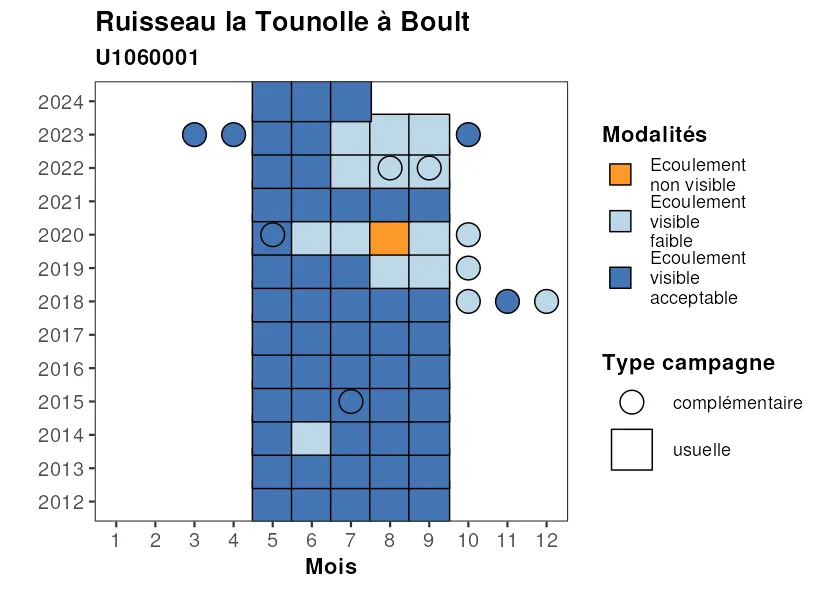 Ruisseau la Tounolle à Boult
U1060001
2024
2023
2022
2021
2020
2019
2018
2017
2016
2015
2014
2013
2012
1 2 3 4 5 6 7 8 9 10 11 12
Mois
Modalités
Ecoulement
non visible
Ecoulement
visible
faible
Ecoulement
visible
acceptable
Type campagne
complémentaire
usuelle